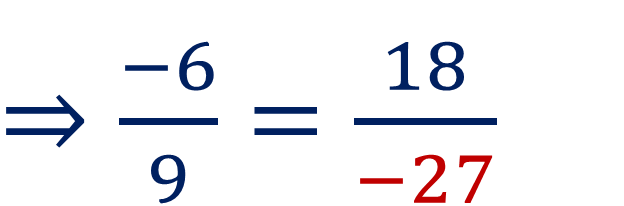 ⇒ −6/9 = 18/−27